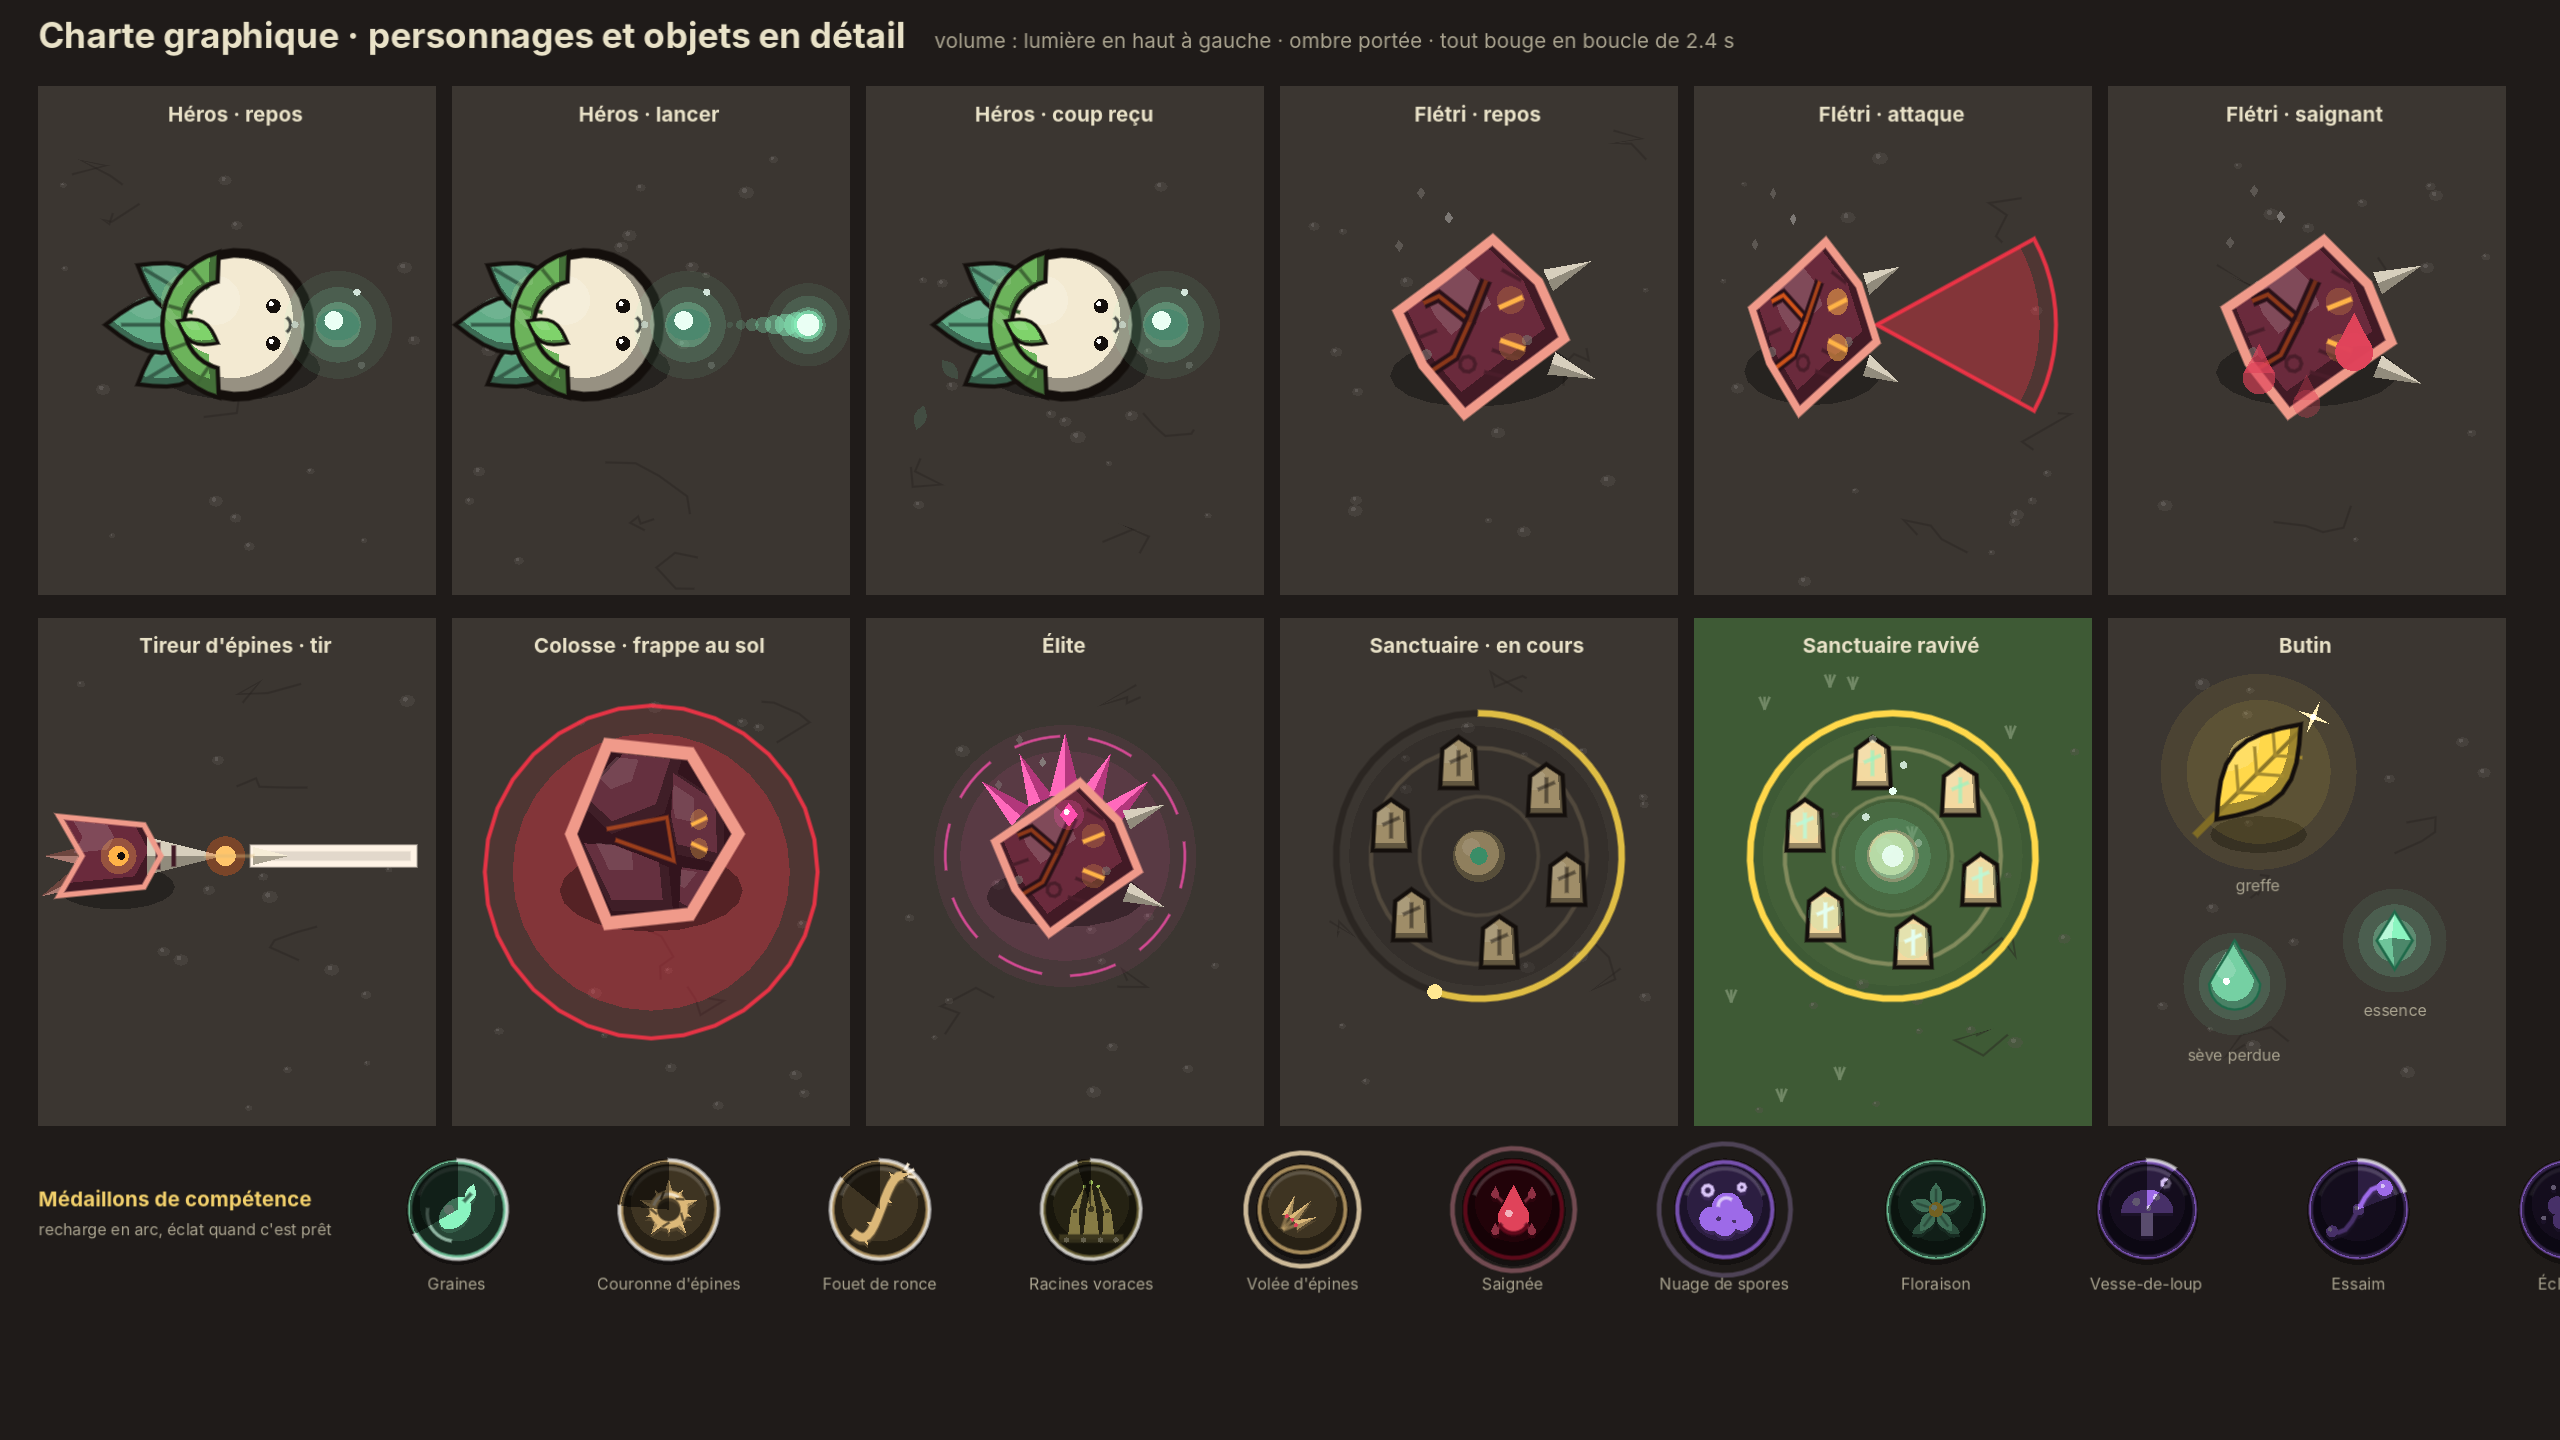 Charte graphique · personnages et objets en détail
volume : lumière en haut à gauche · ombre portée · tout bouge en boucle de 2.4 s
Héros · repos
Héros · lancer
Héros · coup reçu
Flétri · repos
Flétri · attaque
Flétri · saignant
Tireur d'épines · tir
Colosse · frappe au sol
Élite
Sanctuaire · en cours
Sanctuaire ravivé
Butin
greffe
essence
sève perdue
Médaillons de compétence
recharge en arc, éclat quand c'est prêt
Graines
Couronne d'épines
Fouet de ronce
Racines voraces
Volée d'épines
Saignée
Nuage de spores
Floraison
Vesse-de-loup
Essaim